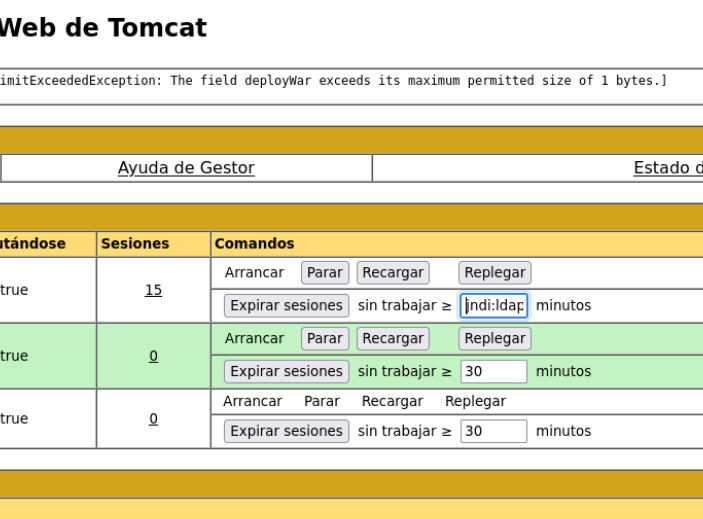 Web de Tomcat
imitExceededException: The field deployWar exceeds its maximum permitted size of 1 bytes.]
Ayuda de Gestor Estado d
utándose Sesiones Comandos
true 15 Arrancar Parar Recargar Replegar
Expirar sesiones sin trabajar ≥ jndi:ldap minutos
true 0 Arrancar Parar Recargar Replegar
Expirar sesiones sin trabajar ≥ 30 minutos
true 0 Arrancar Parar Recargar Replegar
Expirar sesiones sin trabajar ≥ 30 minutos